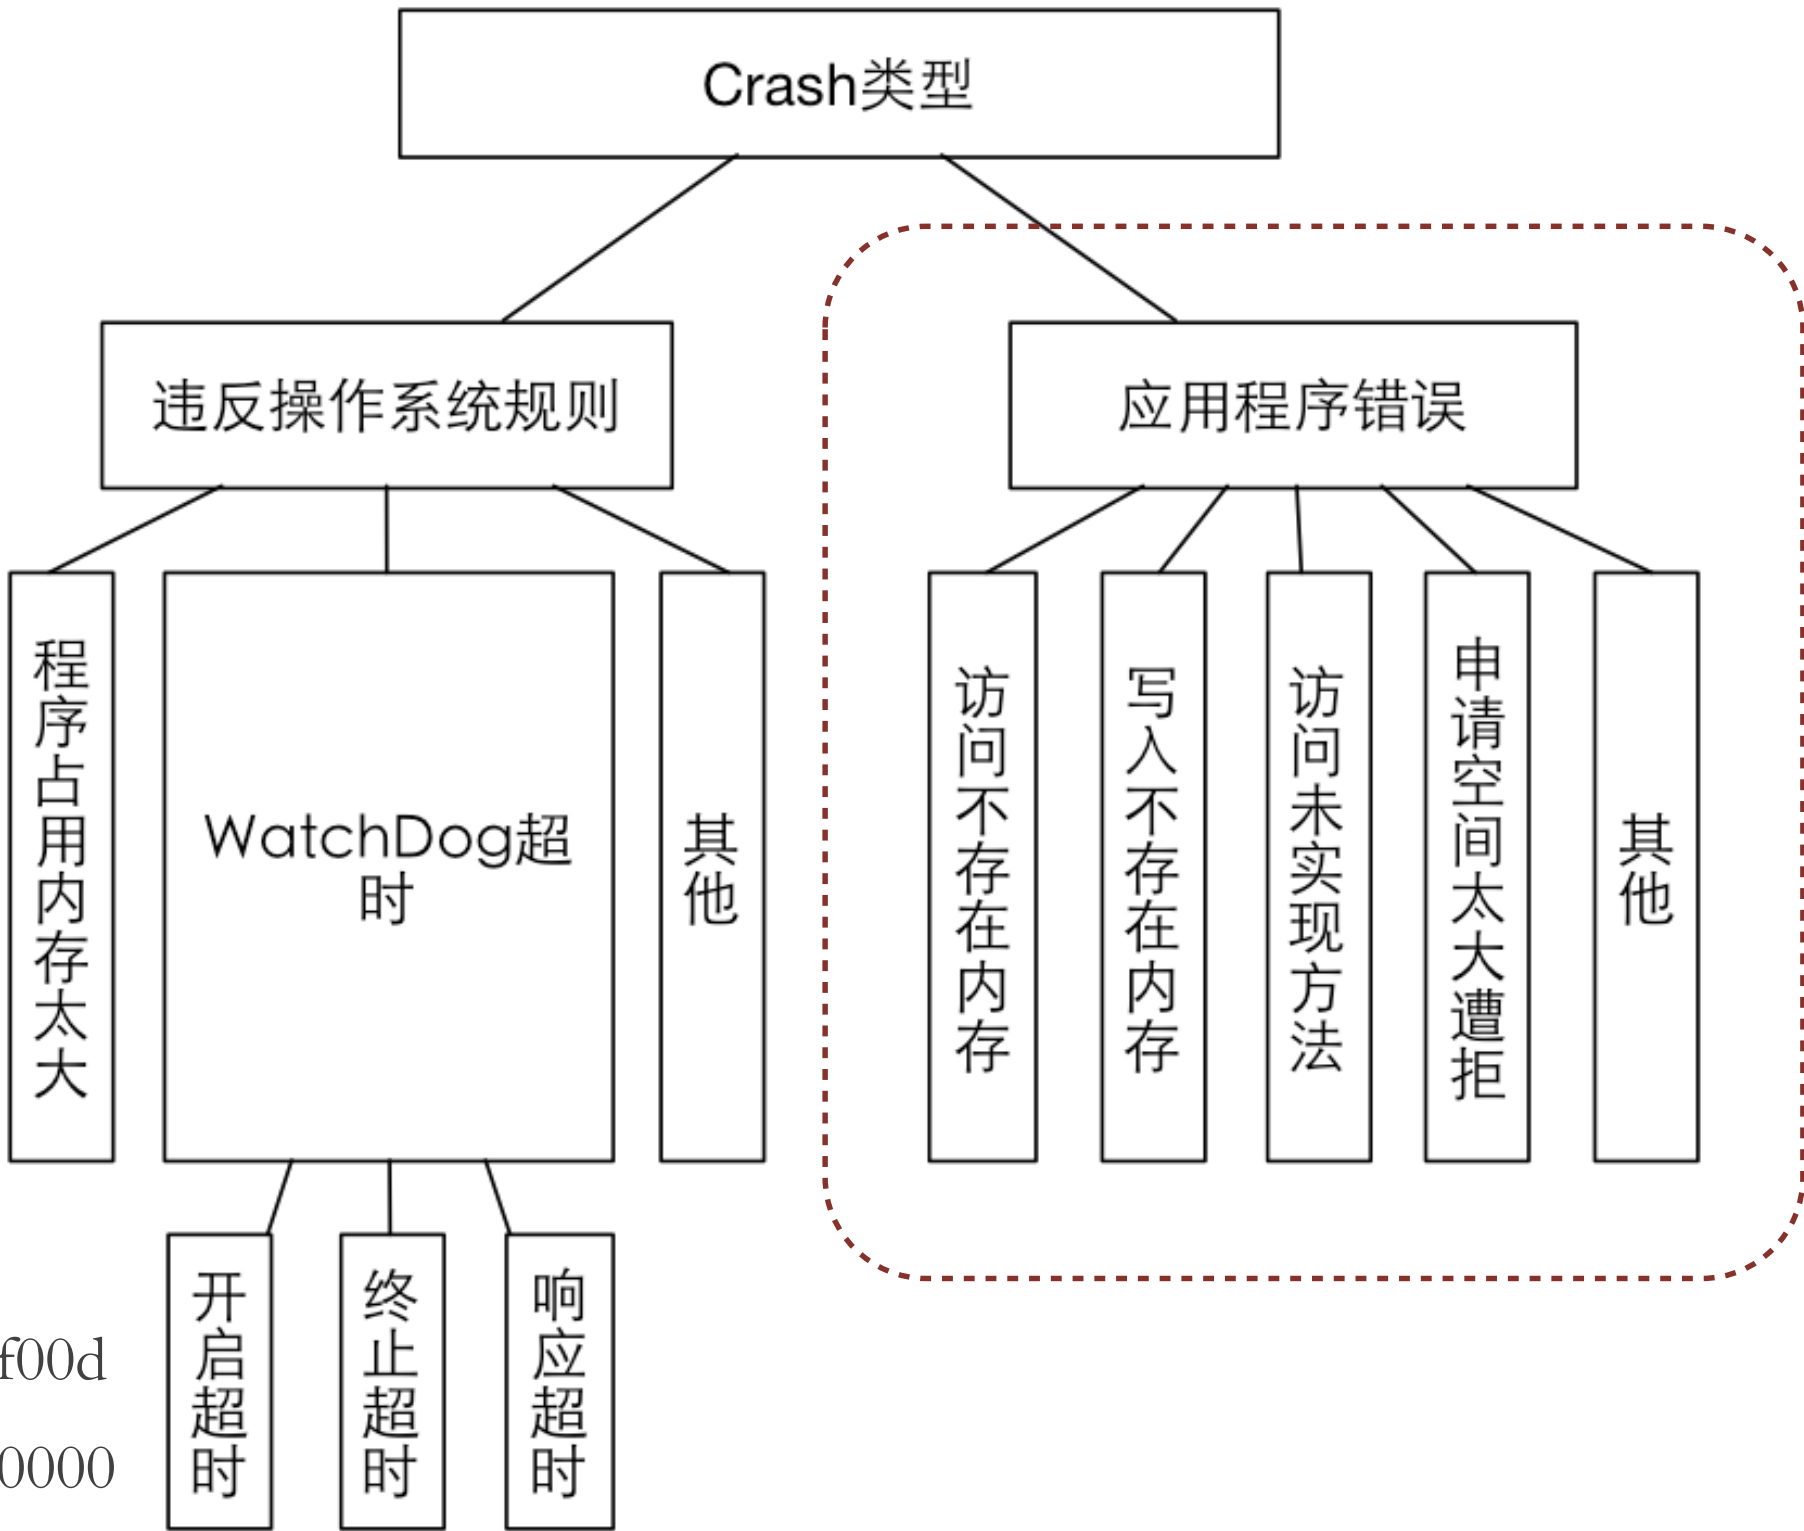 Crash类型
违反操作系统规则
应用程序错误
程序占用内存太大
WatchDog超
时
其他
访问不存在内存
写入不存在内存
访问未实现方法
申请空间太大遭拒
其他
开启超时
终止超时
响应超时
f00d
0000